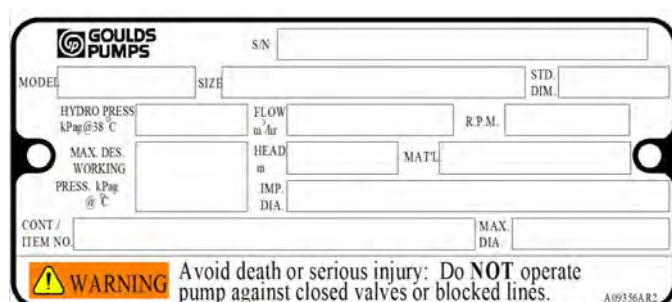 GOULDS
PUMPS
S/N
MODEL SIZE STD. DIM.
HYDRO PRESS kPag@38 °C FLOW m³/hr R.P.M.
MAX. DES. WORKING PRESS. kPag @ °C HEAD m MAT'L
IMP. DIA.
CONT / ITEM NO. MAX. DIA.
WARNING Avoid death or serious injury: Do NOT operate
pump against closed valves or blocked lines.
A09356AR2